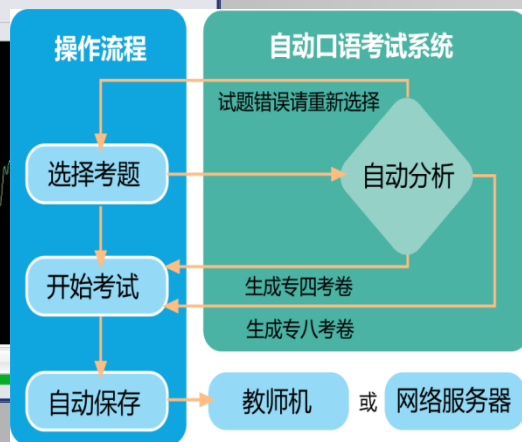 操作流程
自动口语考试系统
试题错误请重新选择
选择考题
自动分析
开始考试
生成专四考卷
生成专八考卷
自动保存
教师机 或 网络服务器